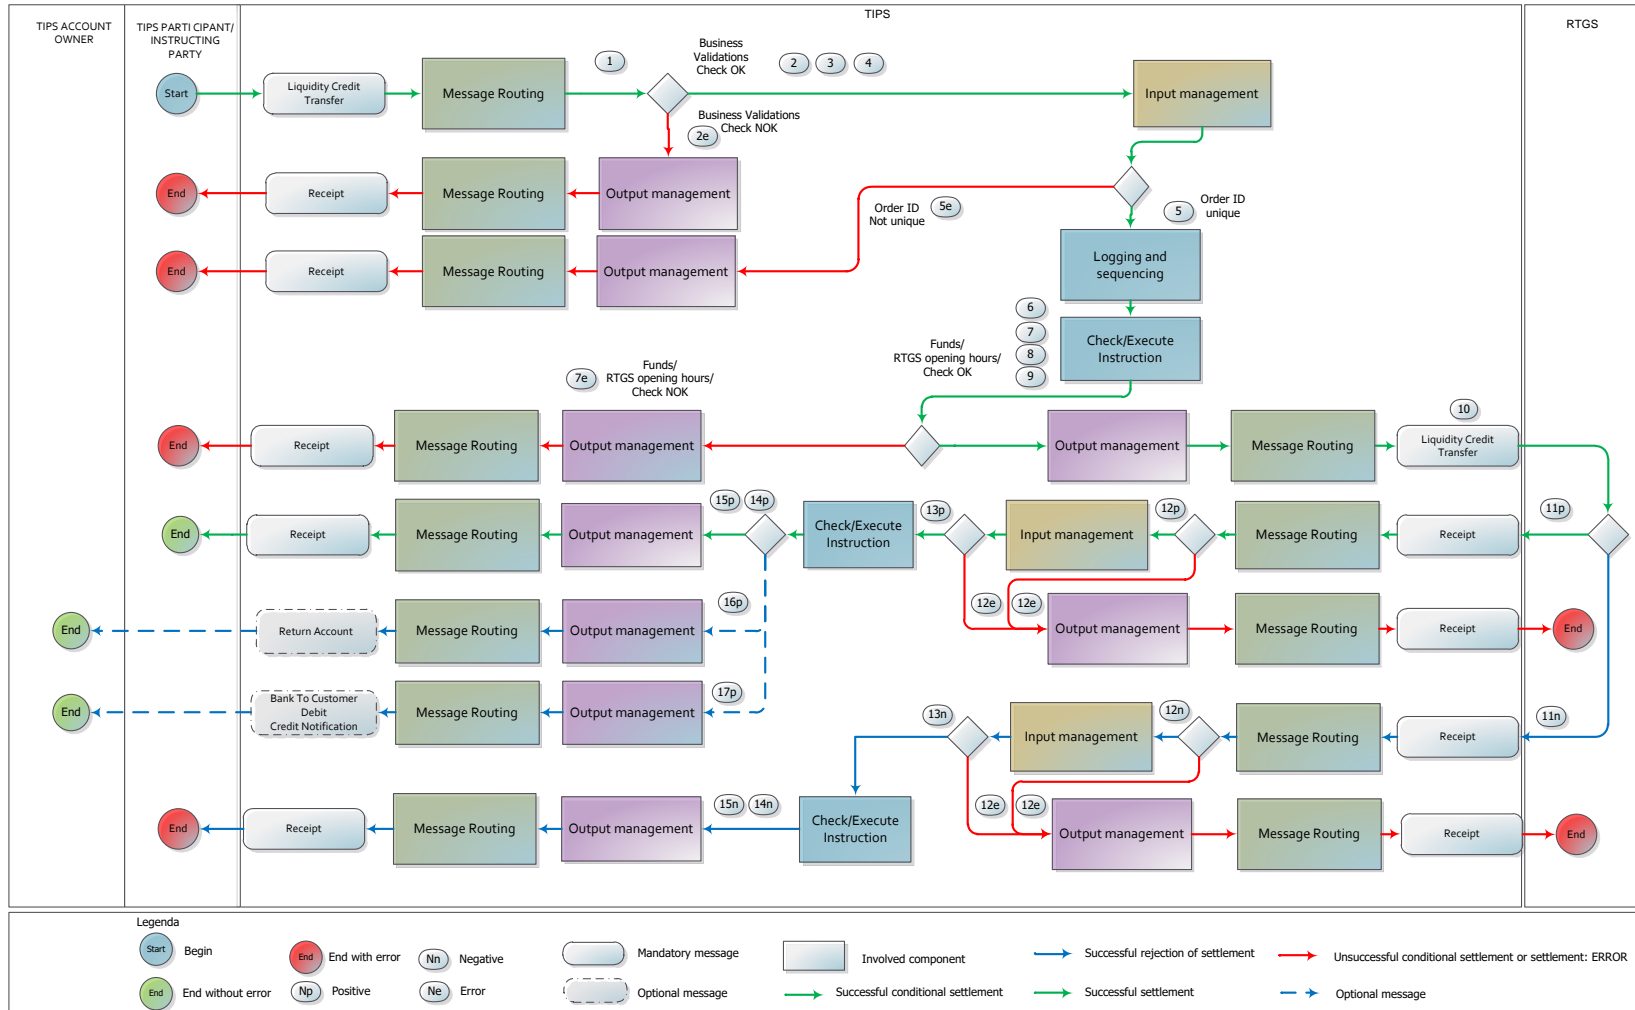 TIPS ACCOUNT
OWNER
TIPS PARTI CIPANT/
INSTRUCTING
PARTY
TIPS
RTGS
Start
Liquidity Credit
Transfer
Message Routing
1
Business
Validations
Check OK
2
3
4
Input management
Business Validations
Check NOK
2e
End
Receipt
Message Routing
Output management
Order ID
Not unique
5e
5
Order ID
unique
End
Receipt
Message Routing
Output management
Logging and
sequencing
6
7
8
9
Check/Execute
Instruction
Funds/
RTGS opening hours/
Check OK
7e
Funds/
RTGS opening hours/
Check NOK
End
Receipt
Message Routing
Output management
Output management
Message Routing
10
Liquidity Credit
Transfer
End
Receipt
Message Routing
Output management
15p
14p
Check/Execute
Instruction
13p
Input management
12p
Message Routing
Receipt
11p
End
Return Account
Message Routing
Output management
16p
12e
12e
Output management
Message Routing
Receipt
End
End
Bank To Customer
Debit
Credit Notification
Message Routing
Output management
17p
13n
Input management
12n
Message Routing
Receipt
11n
End
Receipt
Message Routing
Output management
15n
14n
Check/Execute
Instruction
12e
12e
Output management
Message Routing
Receipt
End
Legenda
Start
Begin
End
End with error
Nn
Negative
Mandatory message
Involved component
Successful rejection of settlement
Unsuccessful conditional settlement or settlement: ERROR
End
End without error
Np
Positive
Ne
Error
Optional message
Successful conditional settlement
Successful settlement
Optional message